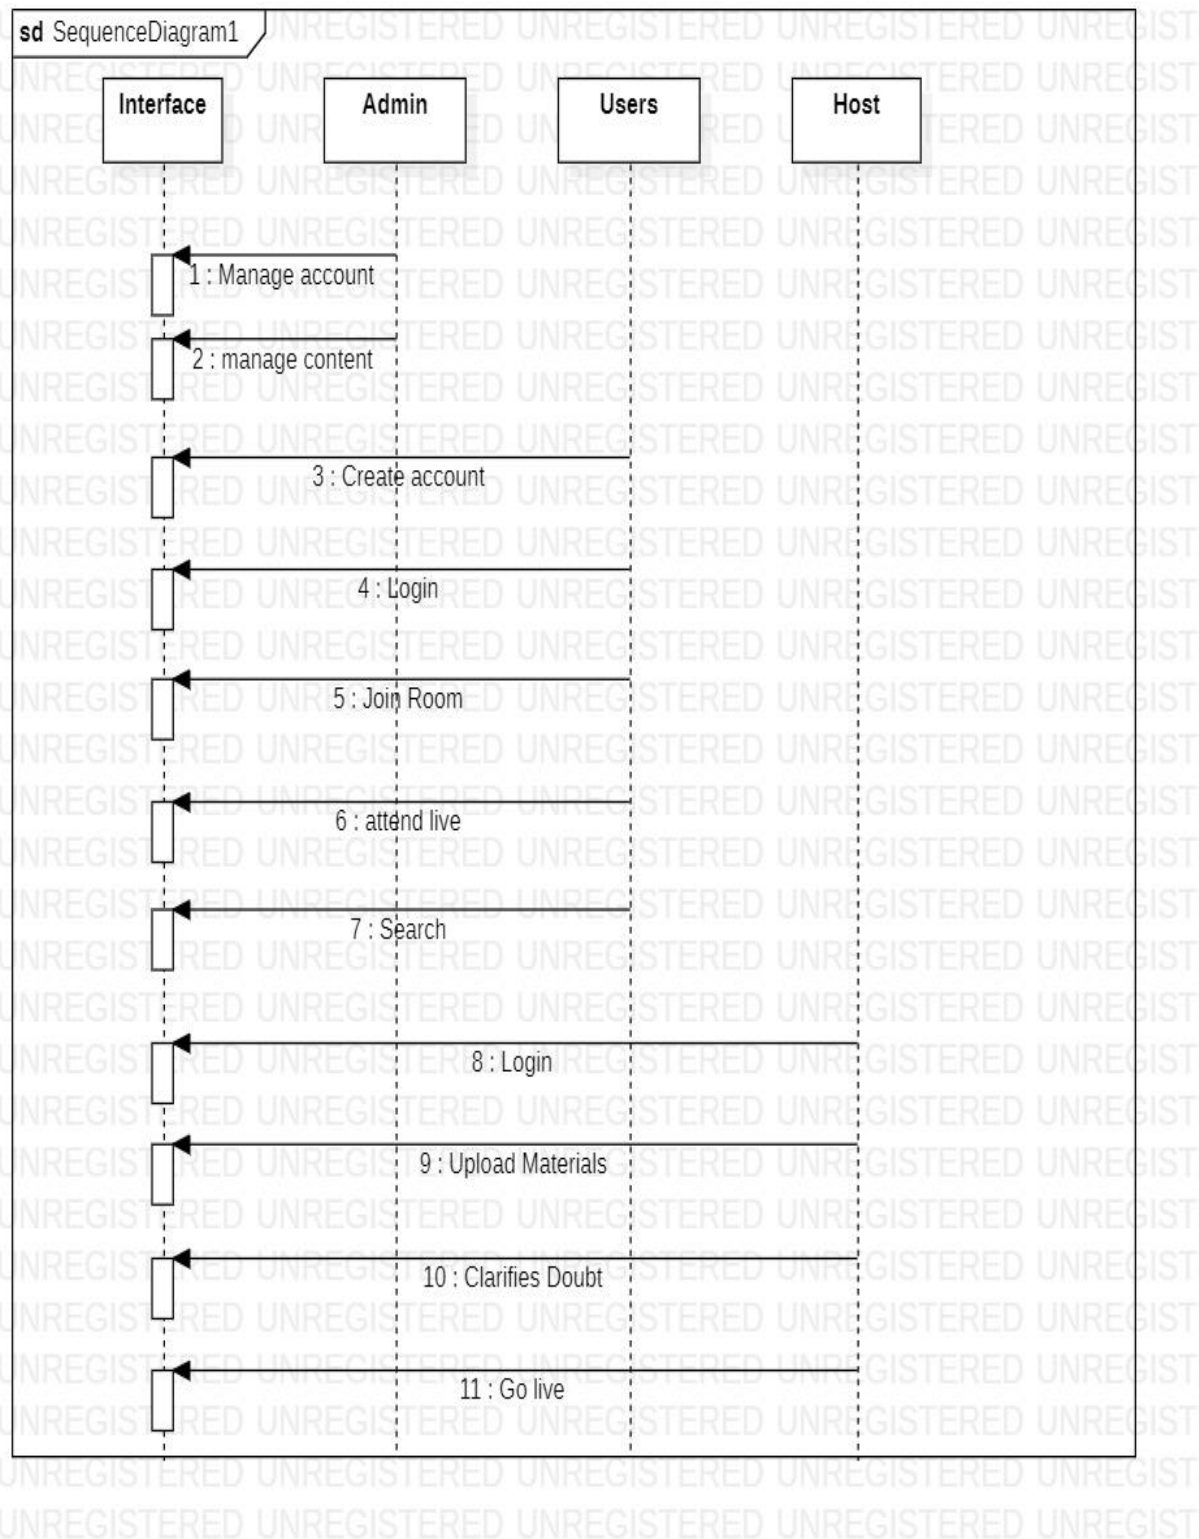 sd SequenceDiagram1
Interface
Admin
Users
Host
1 : Manage account
2 : manage content
3 : Create account
4 : Login
5 : Join Room
6 : attend live
7 : Search
8 : Login
9 : Upload Materials
10 : Clarifies Doubt
11 : Go live
UNREGISTERED